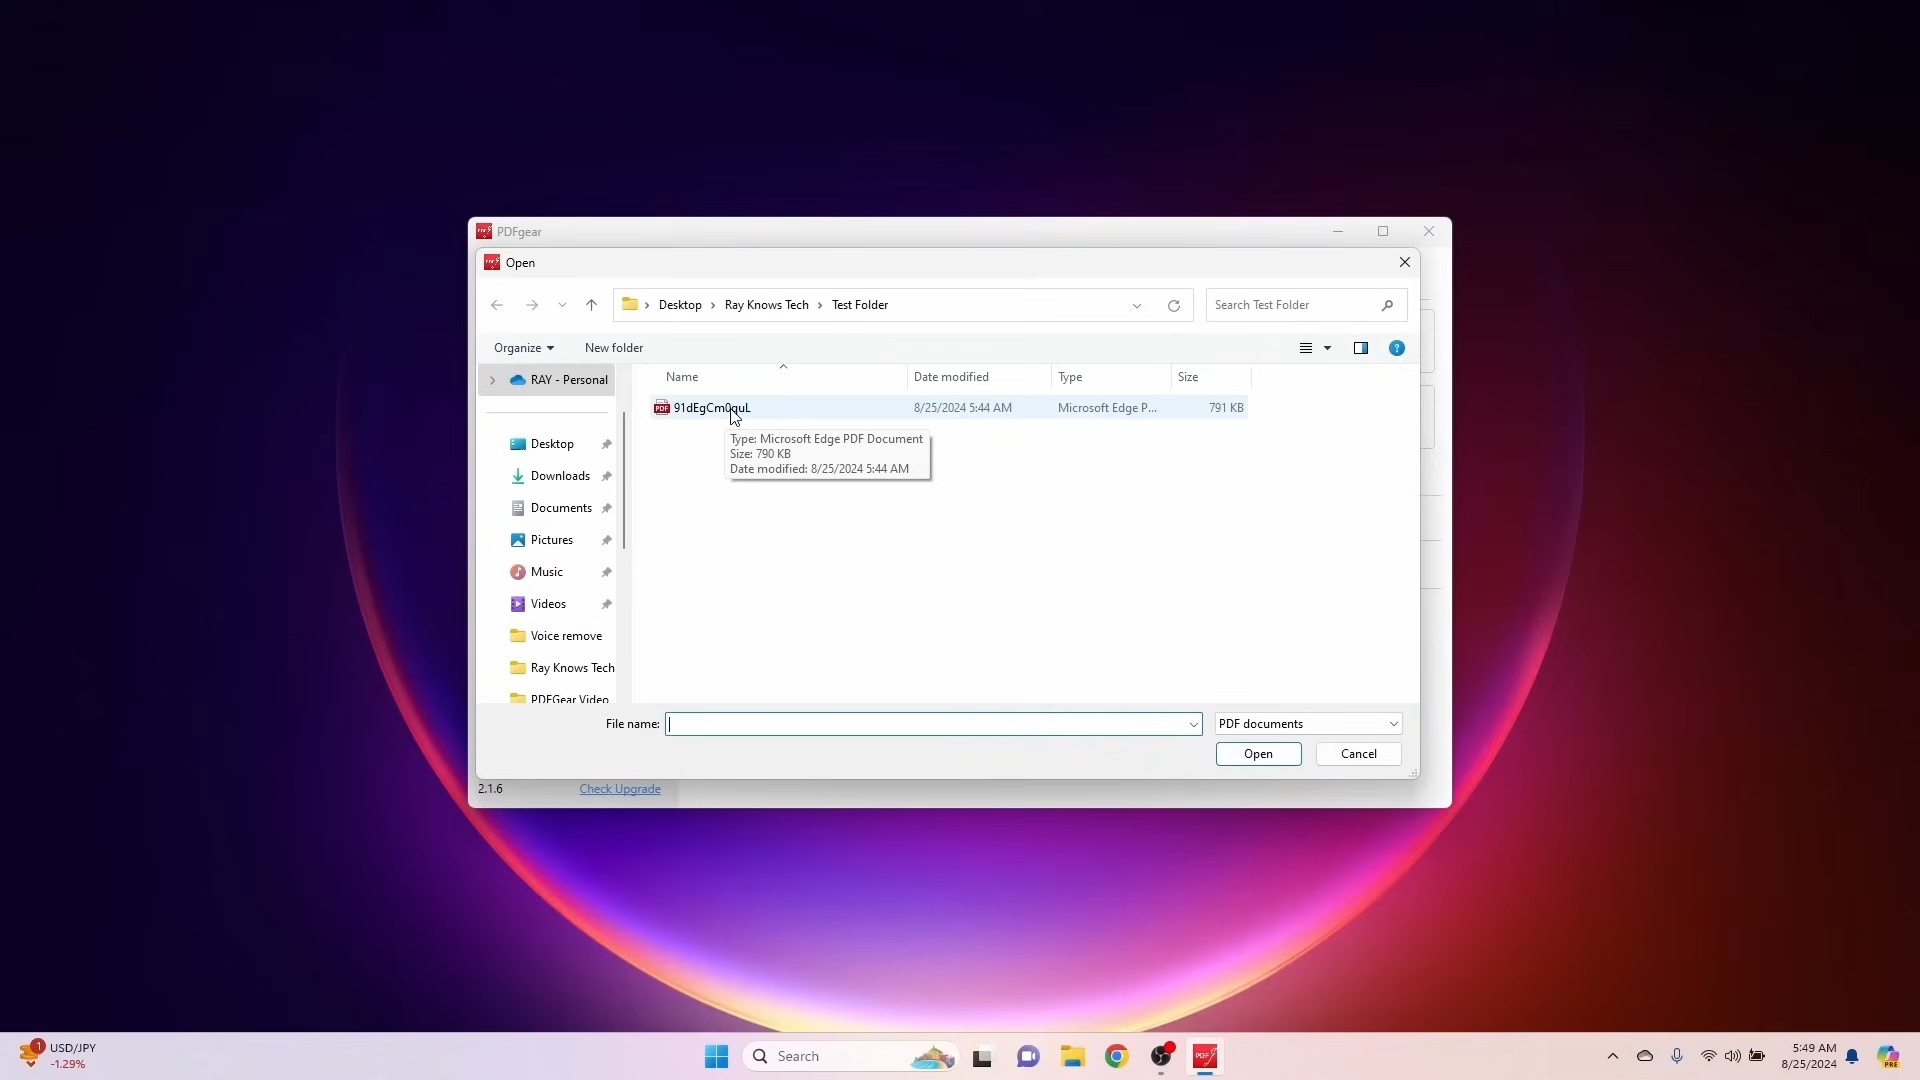 PDFgear
Open
Desktop > Ray Knows Tech > Test Folder
Search Test Folder
Organize
New folder
RAY - Personal
Name
Date modified
Type
Size
91dEgCm0quL
8/25/2024 5:44 AM
Microsoft Edge P...
791 KB
Type: Microsoft Edge PDF Document
Size: 790 KB
Date modified: 8/25/2024 5:44 AM
Desktop
Downloads
Documents
Pictures
Music
Videos
Voice remove
Ray Knows Tech
PDFGear Video
File name:
PDF documents
Open
Cancel
2.1.6
Check Upgrade
1
USD/JPY
-1.29%
Search
5:49 AM
8/25/2024
PRE